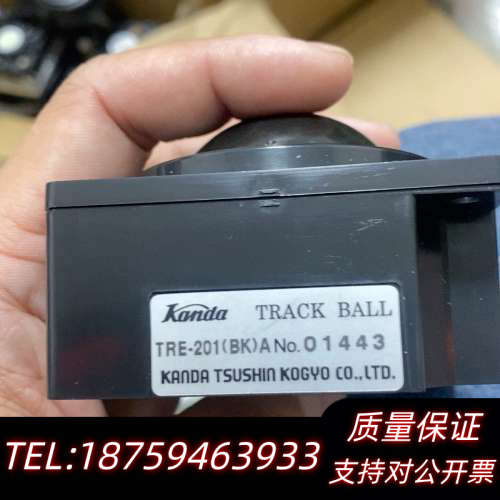 Kanda TRACK BALL
TRE-201(BK)A No. 01443
KANDA TSUSHIN KOGYO CO.,LTD.
TEL:18759463933
质量保证
支持对公开票